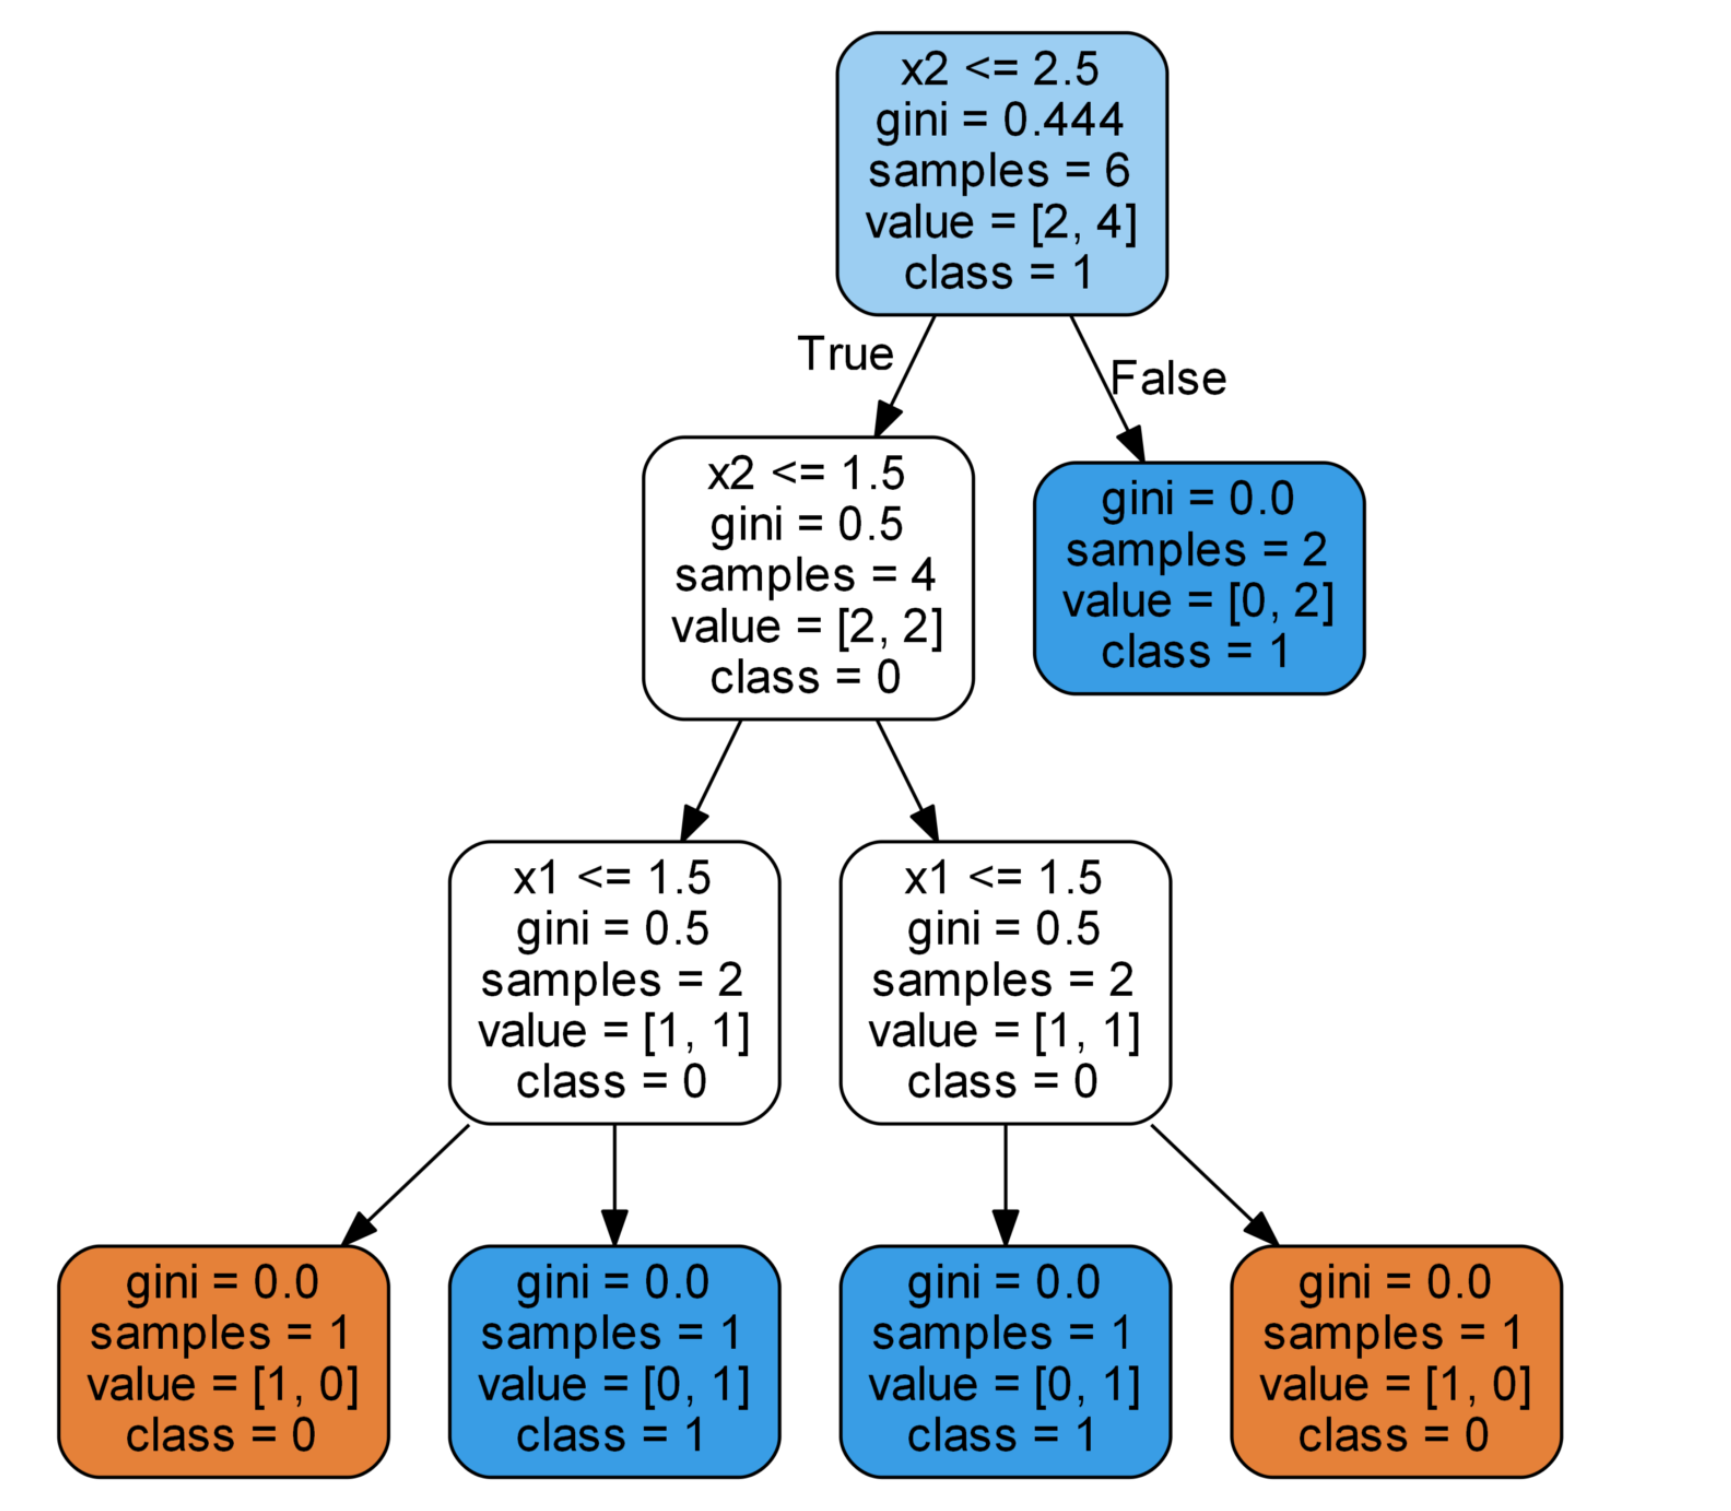 x2 <= 2.5
gini = 0.444
samples = 6
value = [2, 4]
class = 1
True
False
x2 <= 1.5
gini = 0.5
samples = 4
value = [2, 2]
class = 0
gini = 0.0
samples = 2
value = [0, 2]
class = 1
x1 <= 1.5
gini = 0.5
samples = 2
value = [1, 1]
class = 0
x1 <= 1.5
gini = 0.5
samples = 2
value = [1, 1]
class = 0
gini = 0.0
samples = 1
value = [1, 0]
class = 0
gini = 0.0
samples = 1
value = [0, 1]
class = 1
gini = 0.0
samples = 1
value = [0, 1]
class = 1
gini = 0.0
samples = 1
value = [1, 0]
class = 0